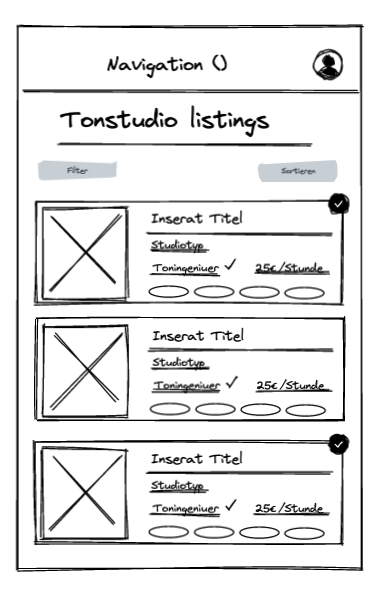 Navigation ()
Tonstudio listings
Filter
Sortieren
Inserat Titel
Studiotyp
Toningeniuer ✓ 25€/Stunde
Inserat Titel
Studiotyp
Toningeniuer ✓ 25€/Stunde
Inserat Titel
Studiotyp
Toningeniuer ✓ 25€/Stunde